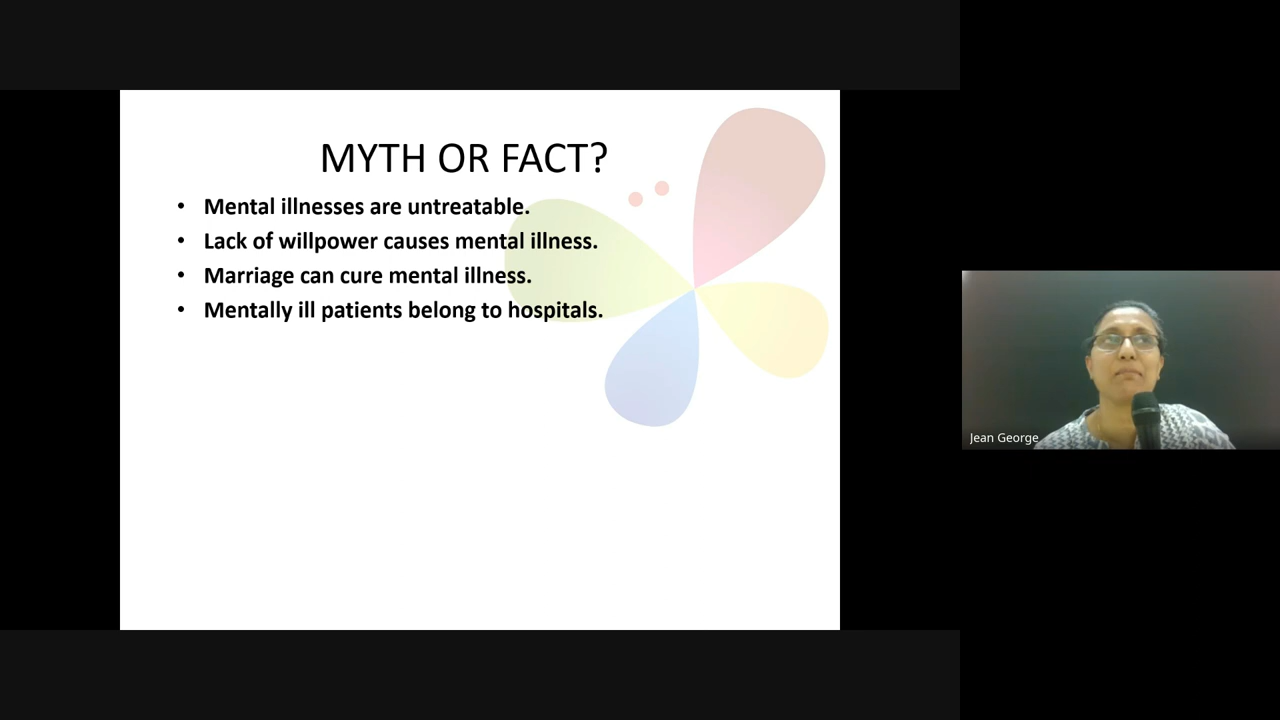 MYTH OR FACT?
• Mental illnesses are untreatable.
• Lack of willpower causes mental illness.
• Marriage can cure mental illness.
• Mentally ill patients belong to hospitals.
Jean George